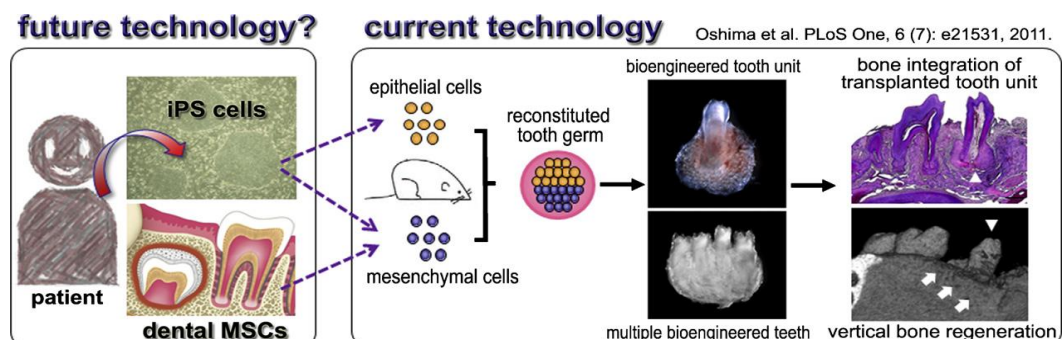 future technology?
current technology
Oshima et al. PLoS One, 6 (7): e21531, 2011.
iPS cells
patient
dental MSCs
epithelial cells
mesenchymal cells
reconstituted
tooth germ
bioengineered tooth unit
multiple bioengineered teeth
bone integration of
transplanted tooth unit
vertical bone regeneration